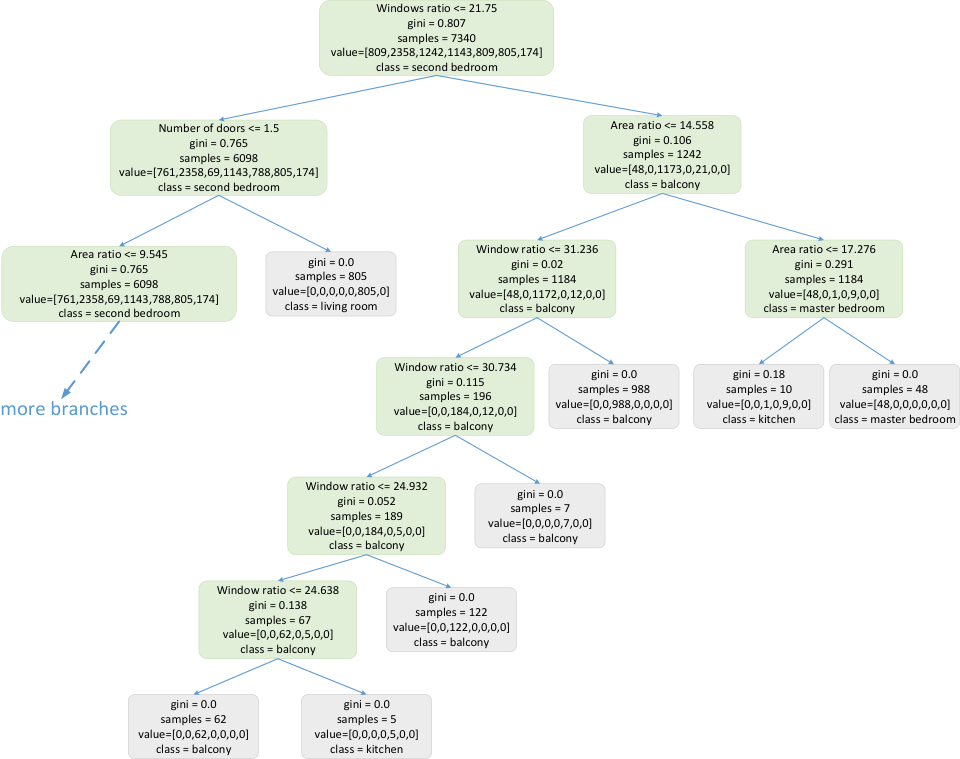 Windows ratio <= 21.75
gini = 0.807
samples = 7340
value=[809,2358,1242,1143,809,805,174]
class = second bedroom
Number of doors <= 1.5
gini = 0.765
samples = 6098
value=[761,2358,69,1143,788,805,174]
class = second bedroom
Area ratio <= 14.558
gini = 0.106
samples = 1242
value=[48,0,1173,0,21,0,0]
class = balcony
Area ratio <= 9.545
gini = 0.765
samples = 6098
value=[761,2358,69,1143,788,805,174]
class = second bedroom
gini = 0.0
samples = 805
value=[0,0,0,0,0,805,0]
class = living room
Window ratio <= 31.236
gini = 0.02
samples = 1184
value=[48,0,1172,0,12,0,0]
class = balcony
Area ratio <= 17.276
gini = 0.291
samples = 1184
value=[48,0,1,0,9,0,0]
class = master bedroom
more branches
Window ratio <= 30.734
gini = 0.115
samples = 196
value=[0,0,184,0,12,0,0]
class = balcony
gini = 0.0
samples = 988
value=[0,0,988,0,0,0,0]
class = balcony
gini = 0.18
samples = 10
value=[0,0,1,0,9,0,0]
class = kitchen
gini = 0.0
samples = 48
value=[48,0,0,0,0,0,0]
class = master bedroom
Window ratio <= 24.932
gini = 0.052
samples = 189
value=[0,0,184,0,5,0,0]
class = balcony
gini = 0.0
samples = 7
value=[0,0,0,0,7,0,0]
class = balcony
Window ratio <= 24.638
gini = 0.138
samples = 67
value=[0,0,62,0,5,0,0]
class = balcony
gini = 0.0
samples = 122
value=[0,0,122,0,0,0,0]
class = balcony
gini = 0.0
samples = 62
value=[0,0,62,0,0,0,0]
class = balcony
gini = 0.0
samples = 5
value=[0,0,0,0,5,0,0]
class = kitchen